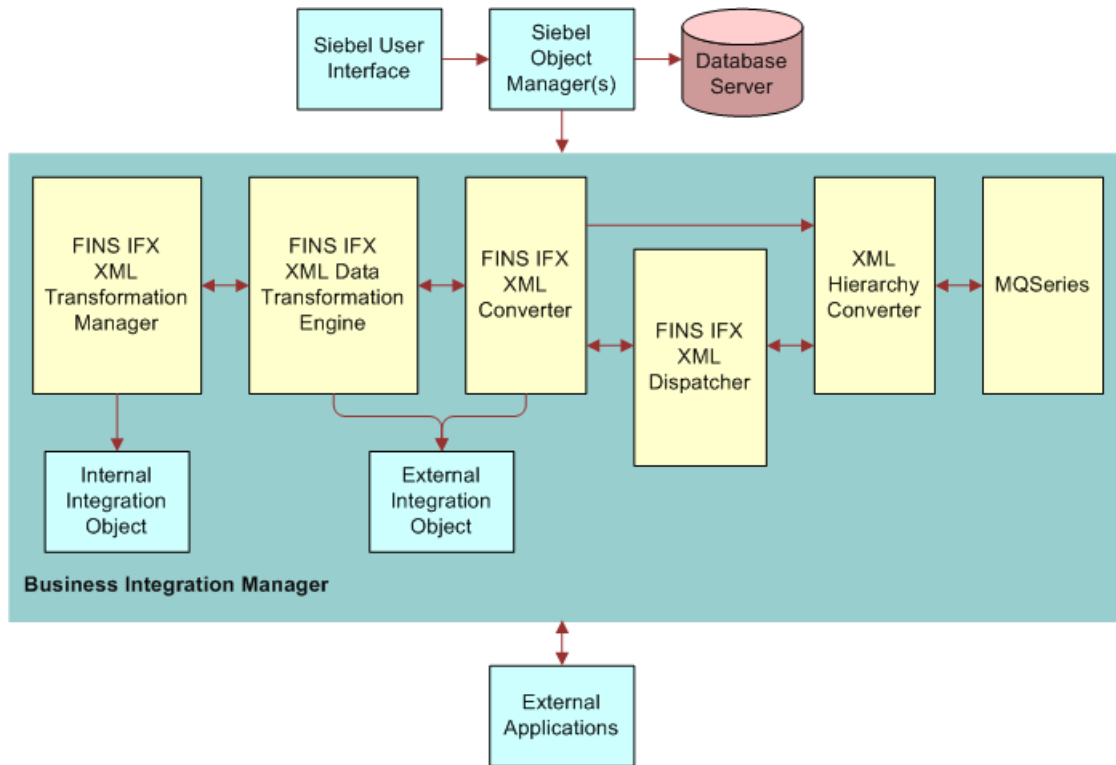 Siebel User
Interface
Siebel
Object
Manager(s)
Database
Server
FINS IFX
XML
Transformation
Manager
FINS IFX
XML Data
Transformation
Engine
FINS IFX
XML
Converter
FINS IFX
XML
Dispatcher
XML
Hierarchy
Converter
MQSeries
Internal
Integration
Object
External
Integration
Object
Business Integration Manager
External
Applications